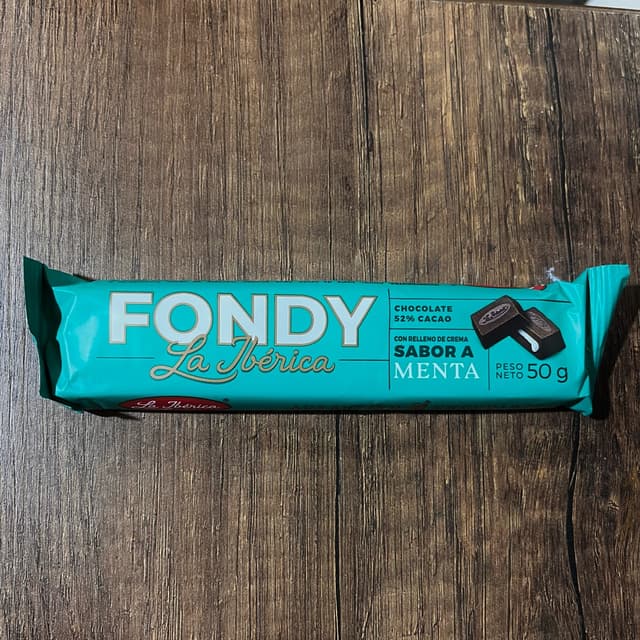 FONDY
La Ibérica
CHOCOLATE
52% CACAO
CON RELLENO DE CREMA
SABOR A
MENTA
PESO
NETO 50 g
La Ibérica